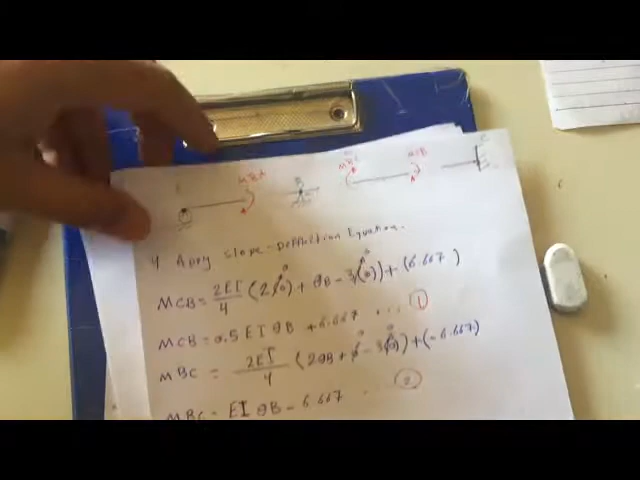 MBA B MBC MCB C
4 Apply slope-Deflection Equation.
MCB = 2EI/4 (2(0) + θB - 3(0)) + (6.667)
MCB = 0.5 EI θB + 6.667 ... ①
MBC = 2EI/4 (2θB + 0 - 3(0)) + (-6.667)
MBC = EI θB - 6.667 ... ②